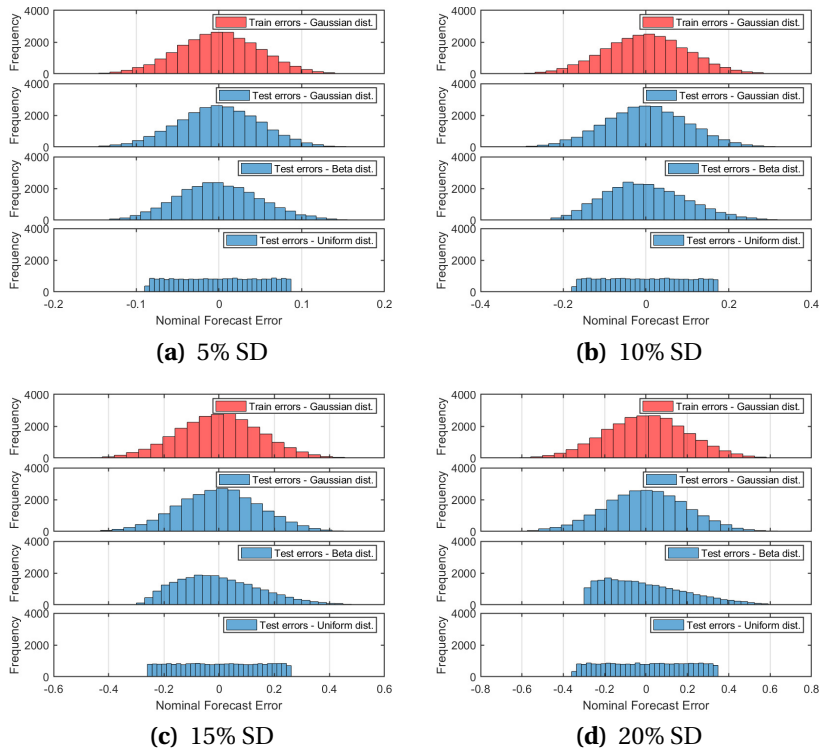 4000
Frequency
2000
0
Train errors - Gaussian dist.
4000
Frequency
2000
0
Test errors - Gaussian dist.
4000
Frequency
2000
0
Test errors - Beta dist.
4000
Frequency
2000
0
Test errors - Uniform dist.
-0.2 -0.1 0 0.1 0.2
Nominal Forecast Error
(a) 5% SD
4000
Frequency
2000
0
Train errors - Gaussian dist.
4000
Frequency
2000
0
Test errors - Gaussian dist.
4000
Frequency
2000
0
Test errors - Beta dist.
4000
Frequency
2000
0
Test errors - Uniform dist.
-0.4 -0.2 0 0.2 0.4
Nominal Forecast Error
(b) 10% SD
4000
Frequency
2000
0
Train errors - Gaussian dist.
4000
Frequency
2000
0
Test errors - Gaussian dist.
4000
Frequency
2000
0
Test errors - Beta dist.
4000
Frequency
2000
0
Test errors - Uniform dist.
-0.6 -0.4 -0.2 0 0.2 0.4 0.6
Nominal Forecast Error
(c) 15% SD
4000
Frequency
2000
0
Train errors - Gaussian dist.
4000
Frequency
2000
0
Test errors - Gaussian dist.
4000
Frequency
2000
0
Test errors - Beta dist.
4000
Frequency
2000
0
Test errors - Uniform dist.
-0.8 -0.6 -0.4 -0.2 0 0.2 0.4 0.6 0.8
Nominal Forecast Error
(d) 20% SD